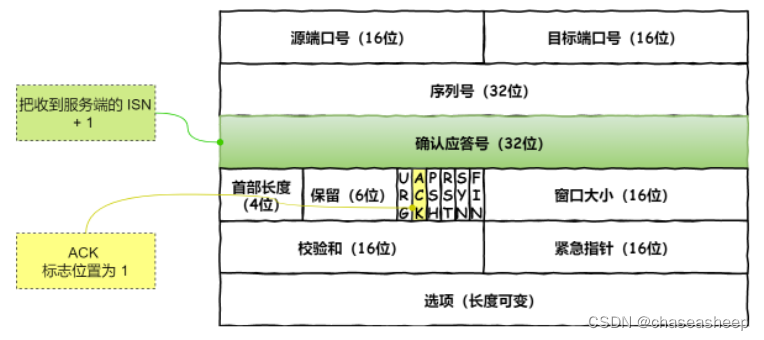 源端口号（16位）
目标端口号（16位）
序列号（32位）
把收到服务端的 ISN
+ 1
确认应答号（32位）
首部长度
(4位)
保留（6位）
URG
ACK
PSH
RST
SYN
FIN
窗口大小（16位）
ACK
标志位置为 1
校验和（16位）
紧急指针（16位）
选项（长度可变）
CSDN @chaseasheep